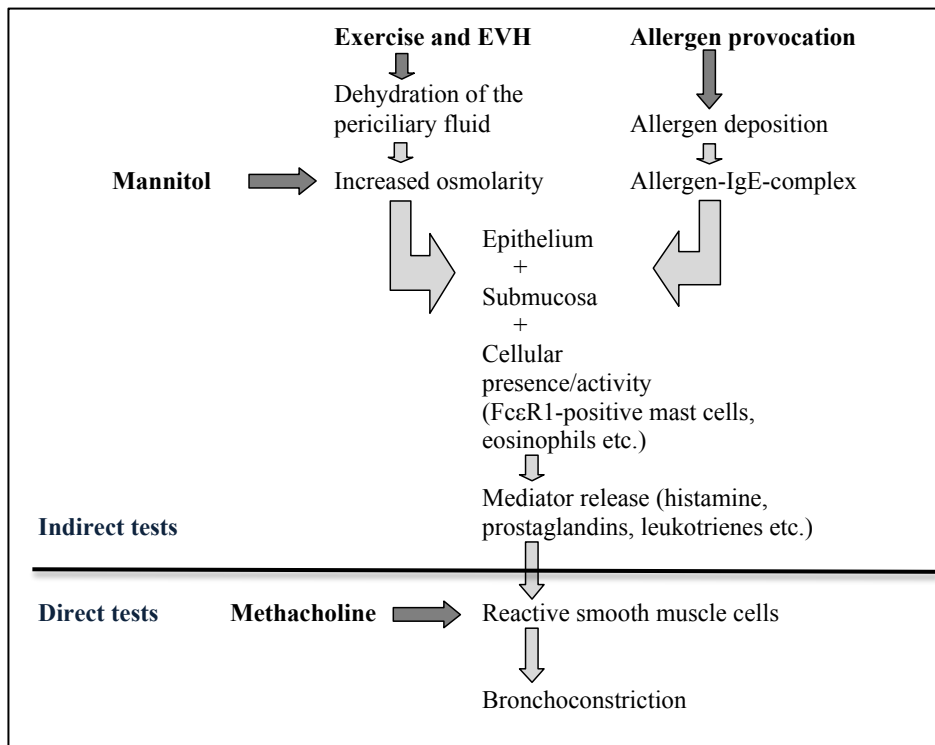 Exercise and EVH
Allergen provocation
Dehydration of the
periciliary fluid
Allergen deposition
Mannitol
Increased osmolarity
Allergen-IgE-complex
Epithelium
+
Submucosa
+
Cellular
presence/activity
(FcεR1-positive mast cells,
eosinophils etc.)
Mediator release (histamine,
prostaglandins, leukotrienes etc.)
Indirect tests
Direct tests
Methacholine
Reactive smooth muscle cells
Bronchoconstriction